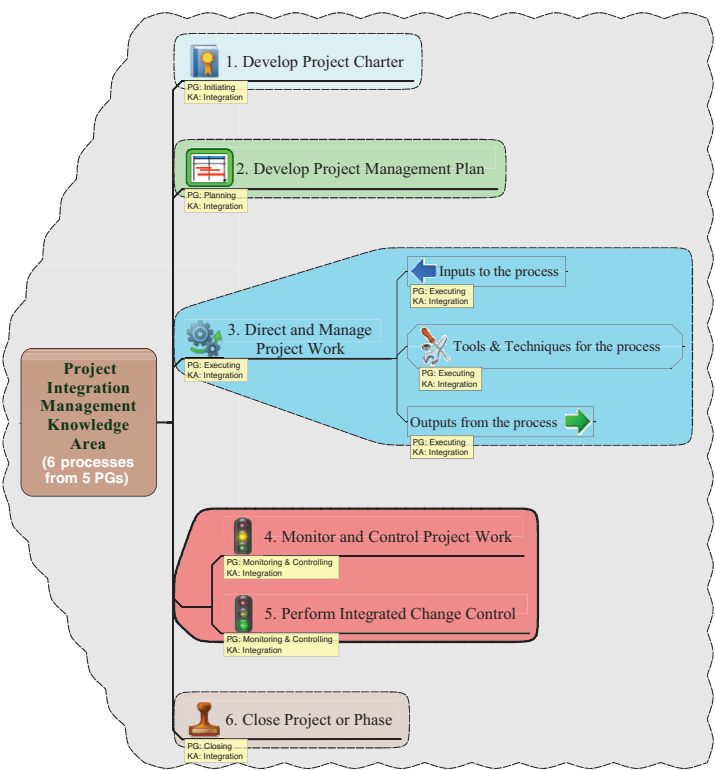 1. Develop Project Charter
PG: Initiating
KA: Integration
2. Develop Project Management Plan
PG: Planning
KA: Integration
Inputs to the process
PG: Executing
KA: Integration
3. Direct and Manage
Project Work
PG: Executing
KA: Integration
Tools & Techniques for the process
PG: Executing
KA: Integration
Outputs from the process
PG: Executing
KA: Integration
Project
Integration
Management
Knowledge
Area
(6 processes
from 5 PGs)
4. Monitor and Control Project Work
PG: Monitoring & Controlling
KA: Integration
5. Perform Integrated Change Control
PG: Monitoring & Controlling
KA: Integration
6. Close Project or Phase
PG: Closing
KA: Integration